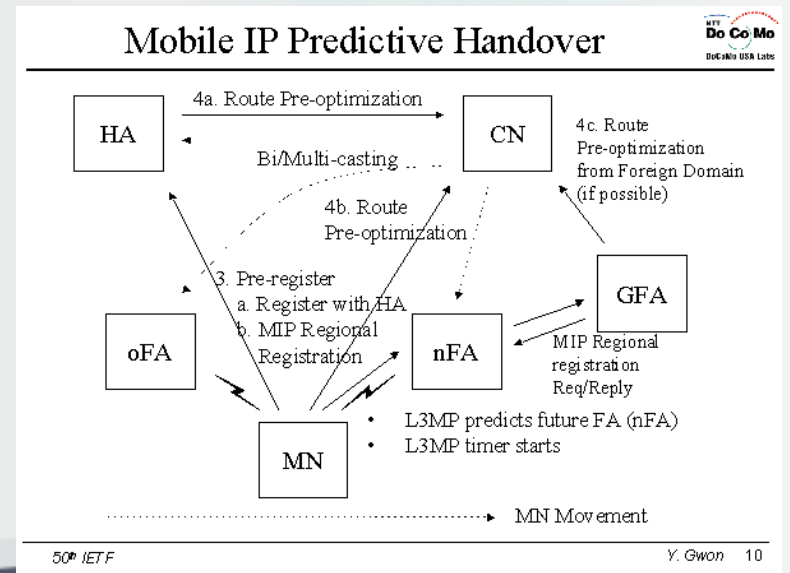 Mobile IP Predictive Handover
NTT
DoCoMo
DoCoMo USA Labs
4a. Route Pre-optimization
HA
CN
4c. Route
Pre-optimization
from Foreign Domain
(if possible)
Bi/Multi-casting
4b. Route
Pre-optimization
3. Pre-register
a. Register with HA
b. MIP Regional
Registration
GFA
oFA
nFA
MIP Regional
registration
Req/Reply
• L3MP predicts future FA (nFA)
• L3MP timer starts
MN
MN Movement
50th IETF
Y. Gwon 10